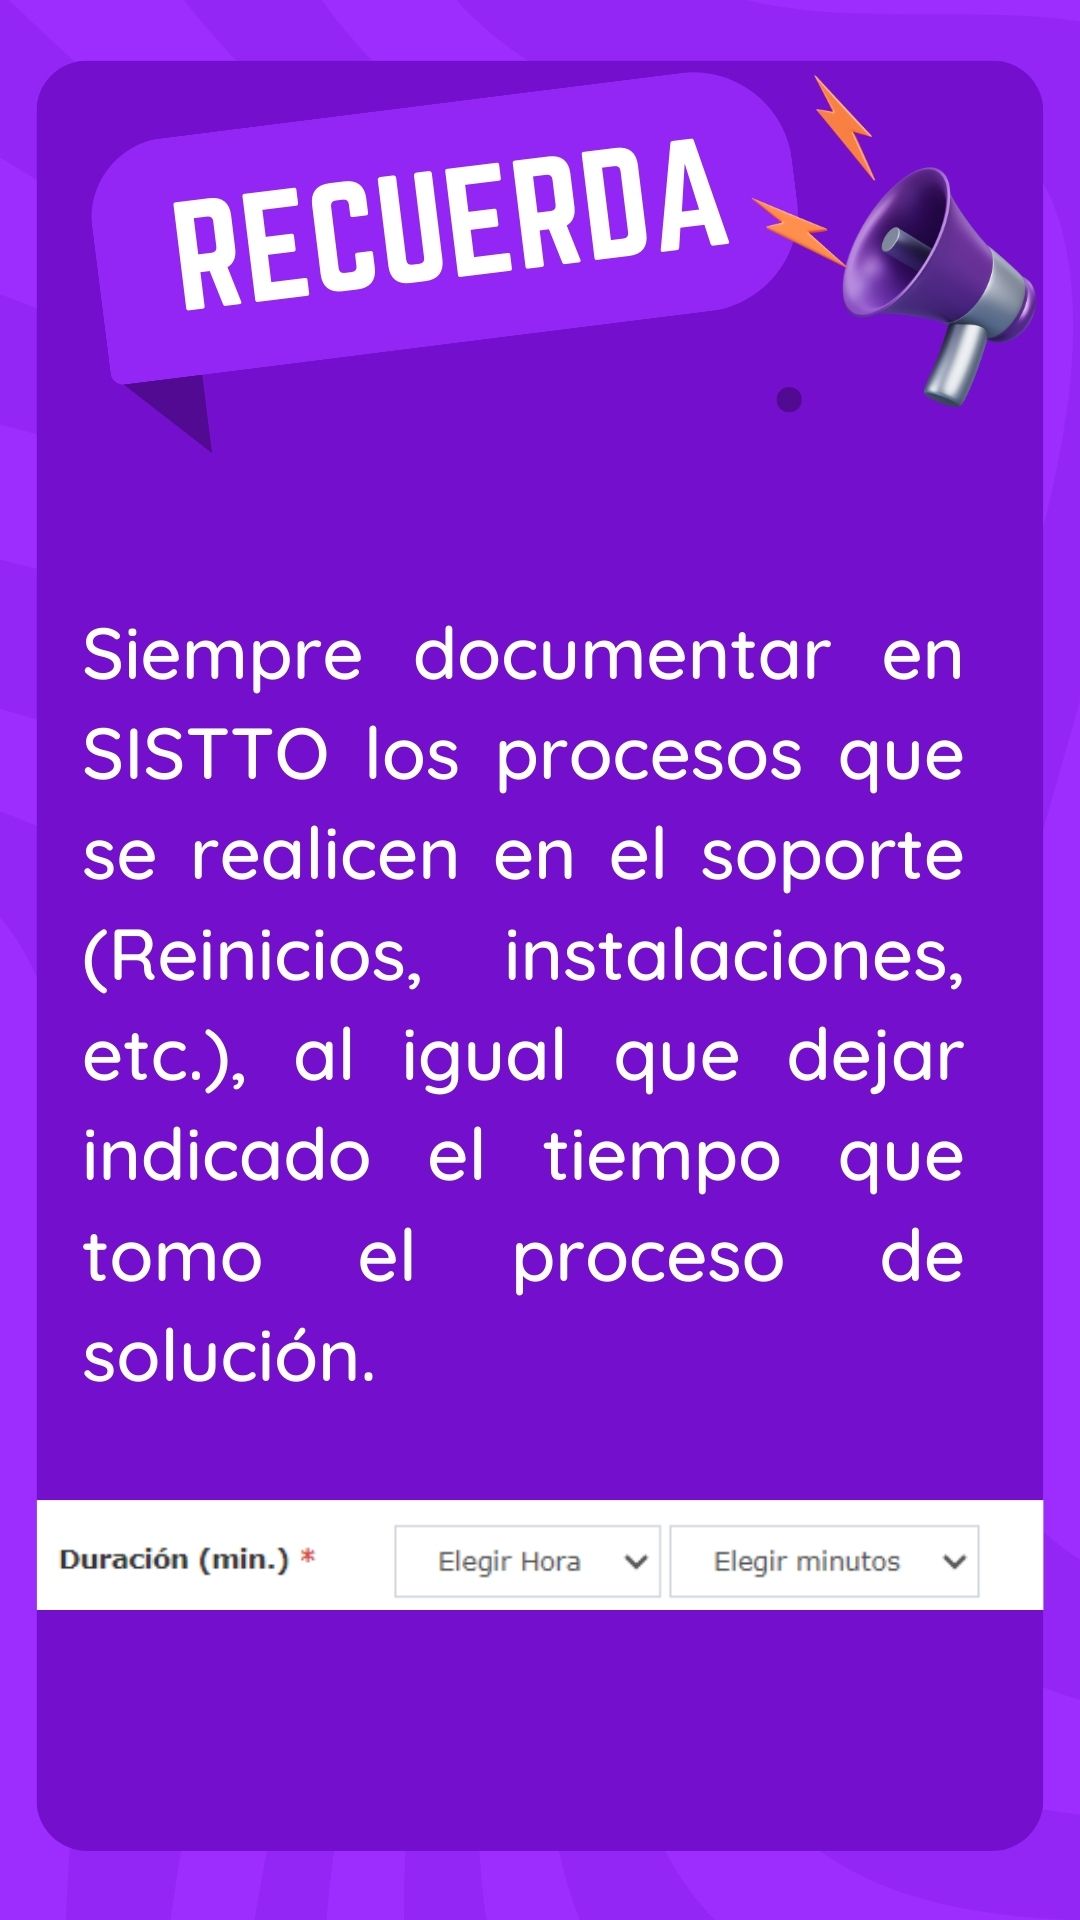 RECUERDA
Siempre documentar en
SISTTO los procesos que
se realicen en el soporte
(Reinicios, instalaciones,
etc.), al igual que dejar
indicado el tiempo que
tomo el proceso de
solución.
Duración (min.) * Elegir Hora Elegir minutos